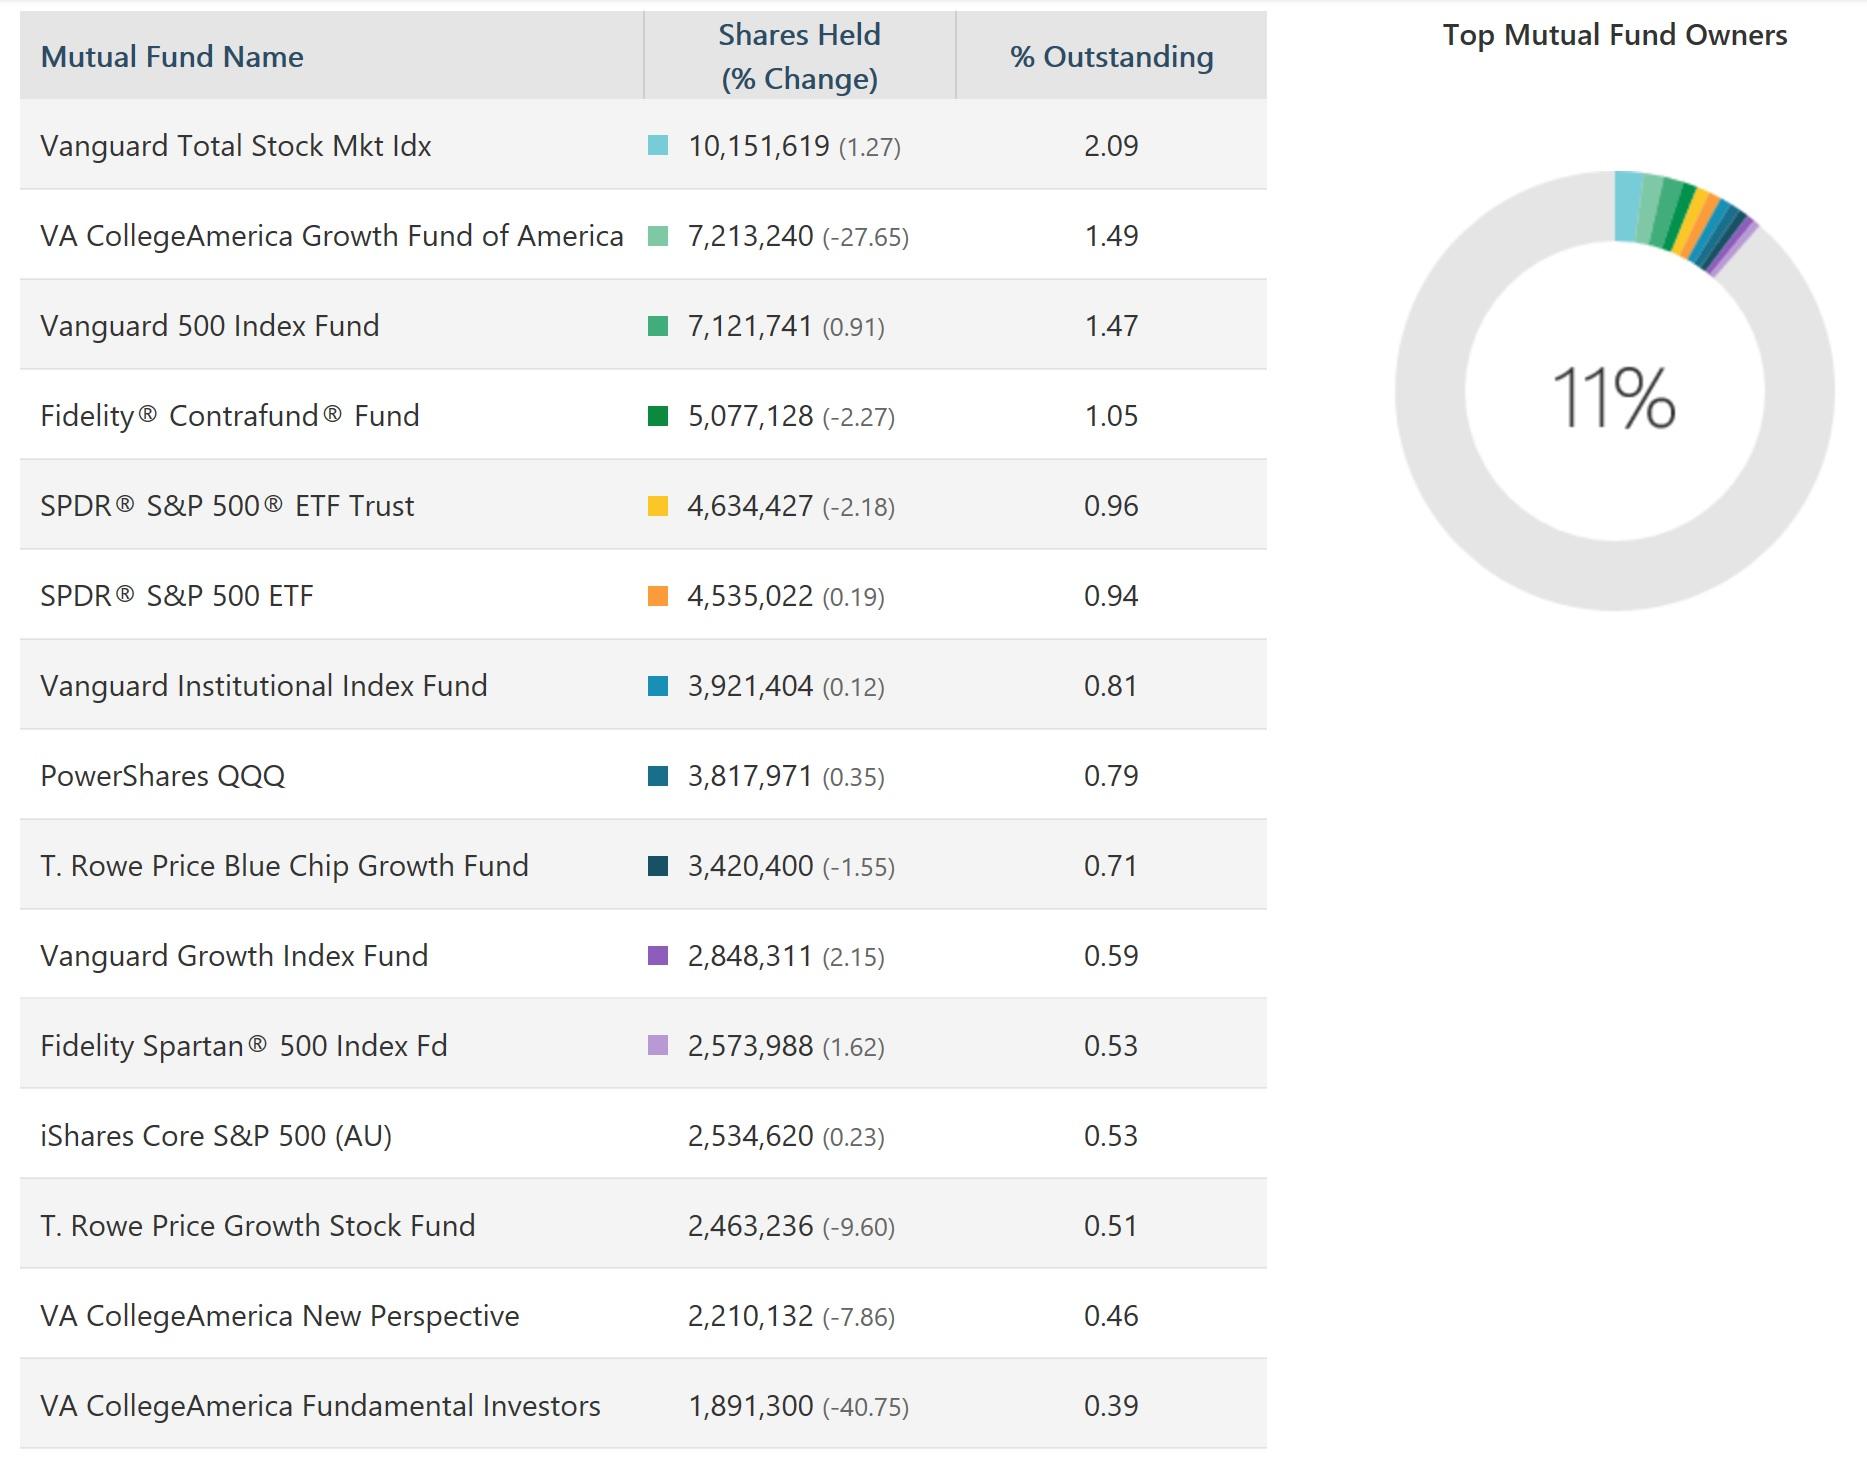 Mutual Fund Name
Shares Held
(% Change)
% Outstanding
Vanguard Total Stock Mkt Idx 10,151,619 (1.27) 2.09
VA CollegeAmerica Growth Fund of America 7,213,240 (-27.65) 1.49
Vanguard 500 Index Fund 7,121,741 (0.91) 1.47
Fidelity® Contrafund® Fund 5,077,128 (-2.27) 1.05
SPDR® S&P 500® ETF Trust 4,634,427 (-2.18) 0.96
SPDR® S&P 500 ETF 4,535,022 (0.19) 0.94
Vanguard Institutional Index Fund 3,921,404 (0.12) 0.81
PowerShares QQQ 3,817,971 (0.35) 0.79
T. Rowe Price Blue Chip Growth Fund 3,420,400 (-1.55) 0.71
Vanguard Growth Index Fund 2,848,311 (2.15) 0.59
Fidelity Spartan® 500 Index Fd 2,573,988 (1.62) 0.53
iShares Core S&P 500 (AU) 2,534,620 (0.23) 0.53
T. Rowe Price Growth Stock Fund 2,463,236 (-9.60) 0.51
VA CollegeAmerica New Perspective 2,210,132 (-7.86) 0.46
VA CollegeAmerica Fundamental Investors 1,891,300 (-40.75) 0.39
Top Mutual Fund Owners
11%